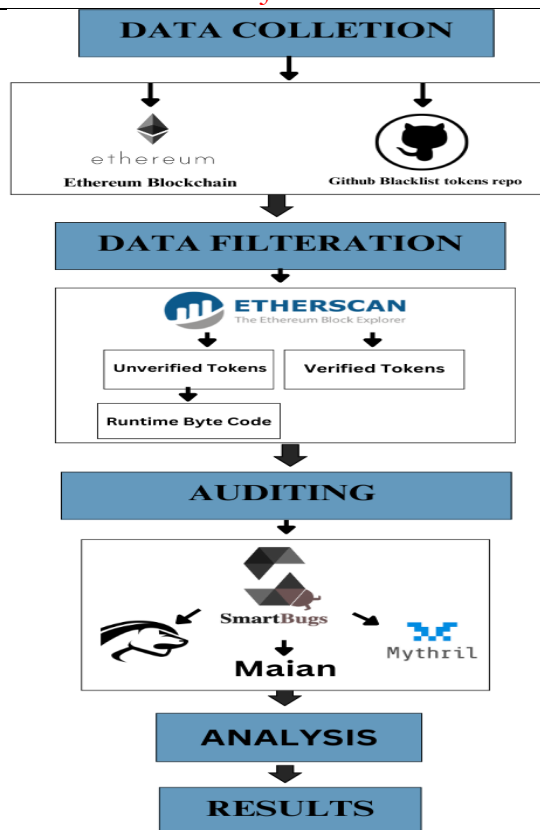 DATA COLLETION
ethereum
Ethereum Blockchain
Github Blacklist tokens repo
DATA FILTERATION
ETHERSCAN
The Ethereum Block Explorer
Unverified Tokens
Verified Tokens
Runtime Byte Code
AUDITING
SmartBugs
Mythril
Maian
ANALYSIS
RESULTS